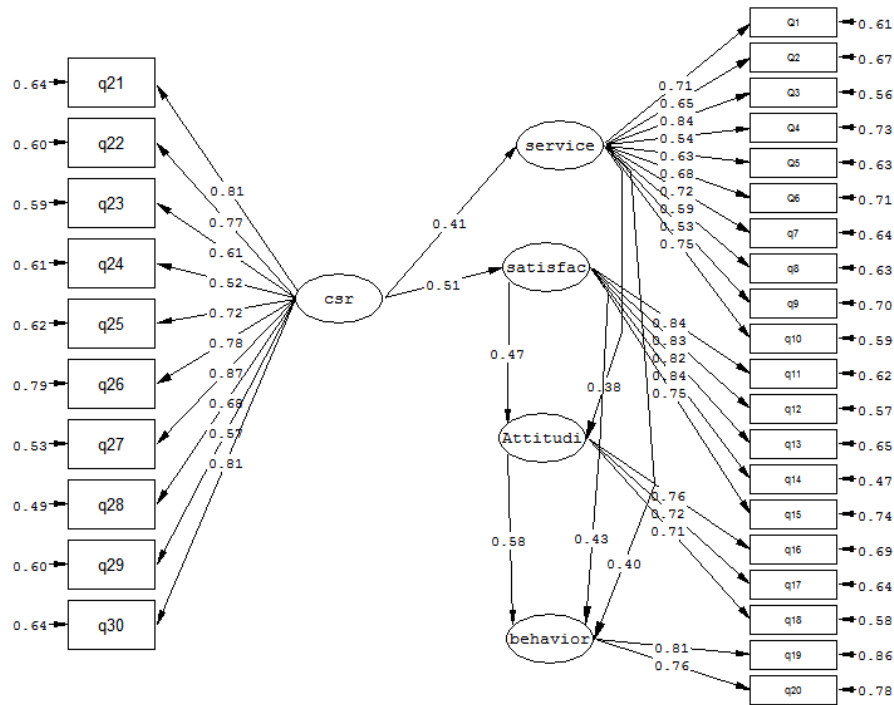 0.64 q21
0.60 q22
0.59 q23
0.61 q24
0.62 q25
0.79 q26
0.53 q27
0.49 q28
0.60 q29
0.64 q30
0.81
0.77
0.61
0.52
0.72
0.78
0.87
0.68
0.57
0.81
csr
0.41
0.51
service
satisfac
0.47
0.38
Attitudi
0.58
0.43
0.40
behavior
0.71
0.65
0.84
0.54
0.63
0.68
0.72
0.59
0.53
0.75
0.84
0.83
0.82
0.84
0.75
0.76
0.72
0.71
0.81
0.76
Q1 0.61
Q2 0.67
Q3 0.56
Q4 0.73
Q5 0.63
Q6 0.71
q7 0.64
q8 0.63
q9 0.70
q10 0.59
q11 0.62
q12 0.57
q13 0.65
q14 0.47
q15 0.74
q16 0.69
q17 0.64
q18 0.58
q19 0.86
q20 0.78